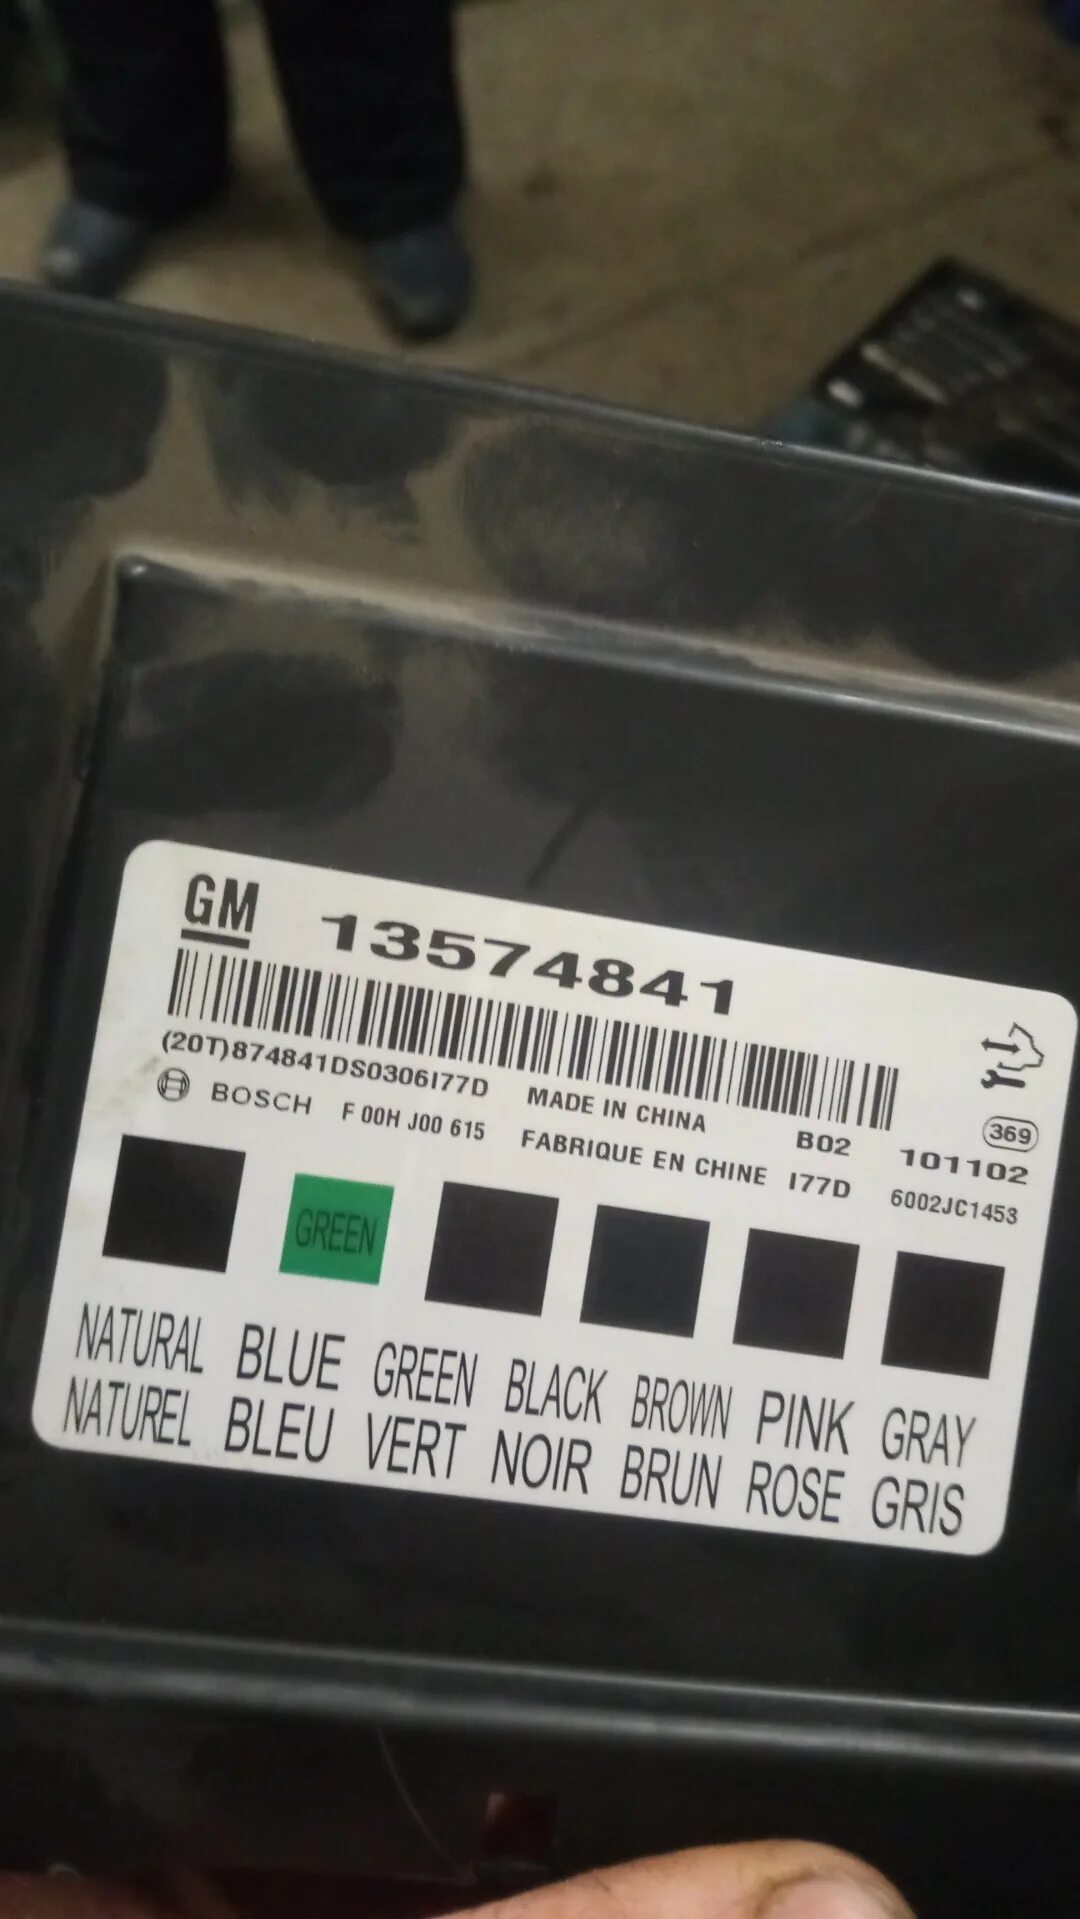 GM 13574841
(20T)874841DS0306I77D MADE IN CHINA B02 101102
BOSCH F 00H J00 615 FABRIQUE EN CHINE I77D 6002JC1453
369
GREEN
NATURAL BLUE GREEN BLACK BROWN PINK GRAY
NATUREL BLEU VERT NOIR BRUN ROSE GRIS